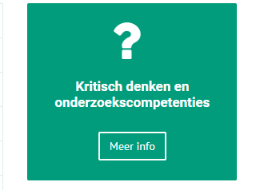 ?
Kritisch denken en
onderzoekscompetenties
Meer info